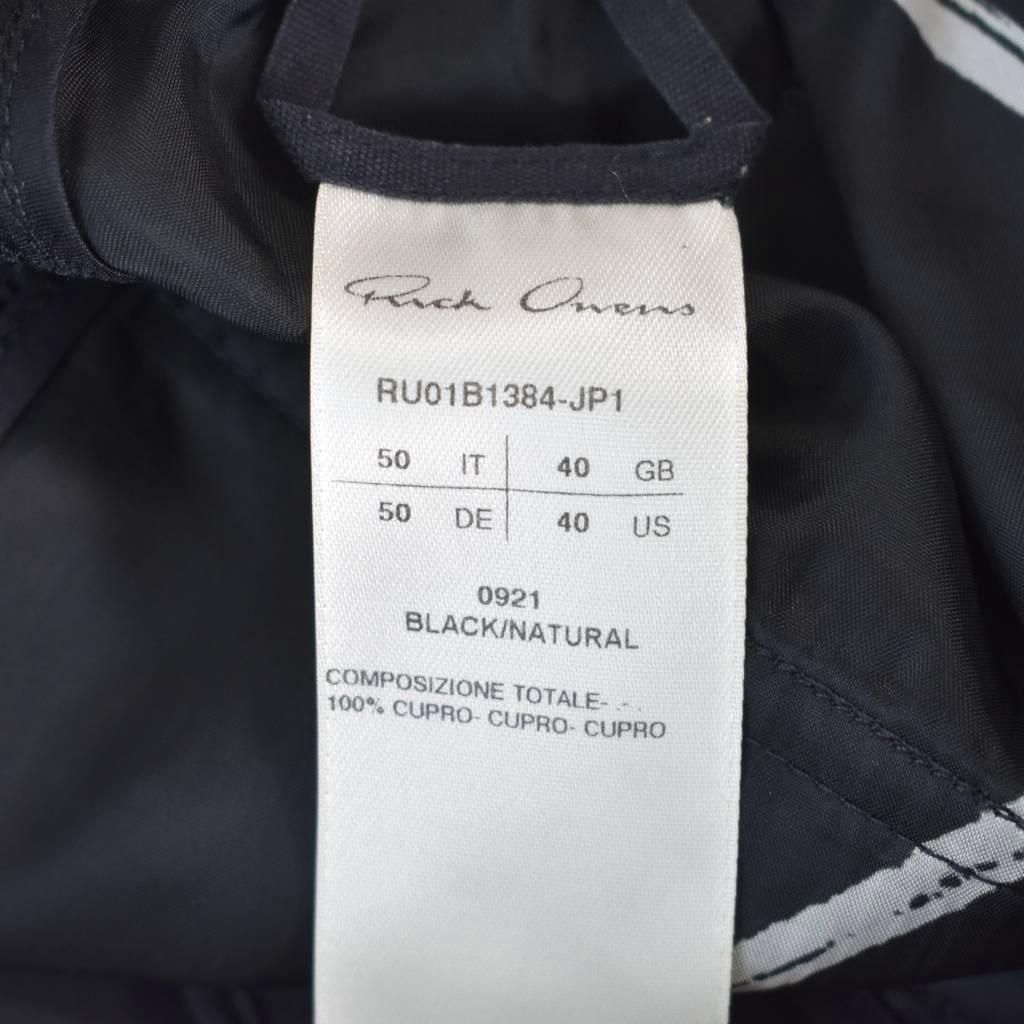 Rick Owens
RU01B1384-JP1
50 IT 40 GB
50 DE 40 US
0921
BLACK/NATURAL
COMPOSIZIONE TOTALE- - -
100% CUPRO- CUPRO- CUPRO